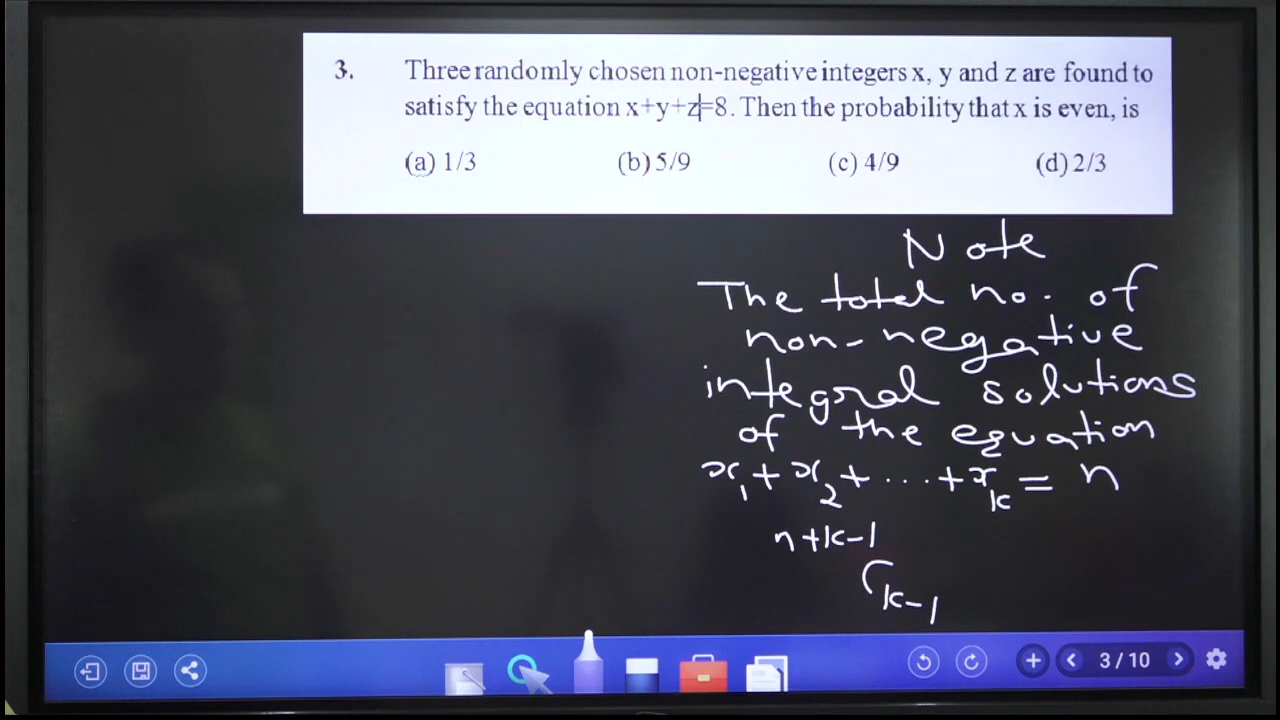 3. Three randomly chosen non-negative integers x, y and z are found to
satisfy the equation x+y+z=8. Then the probability that x is even, is
(a) 1/3 (b) 5/9 (c) 4/9 (d) 2/3
Note
The total no. of
non-negative
integral solutions
of the equation
x₁+x₂+...+xₖ=n
n+k-1
Ck-1
3 / 10